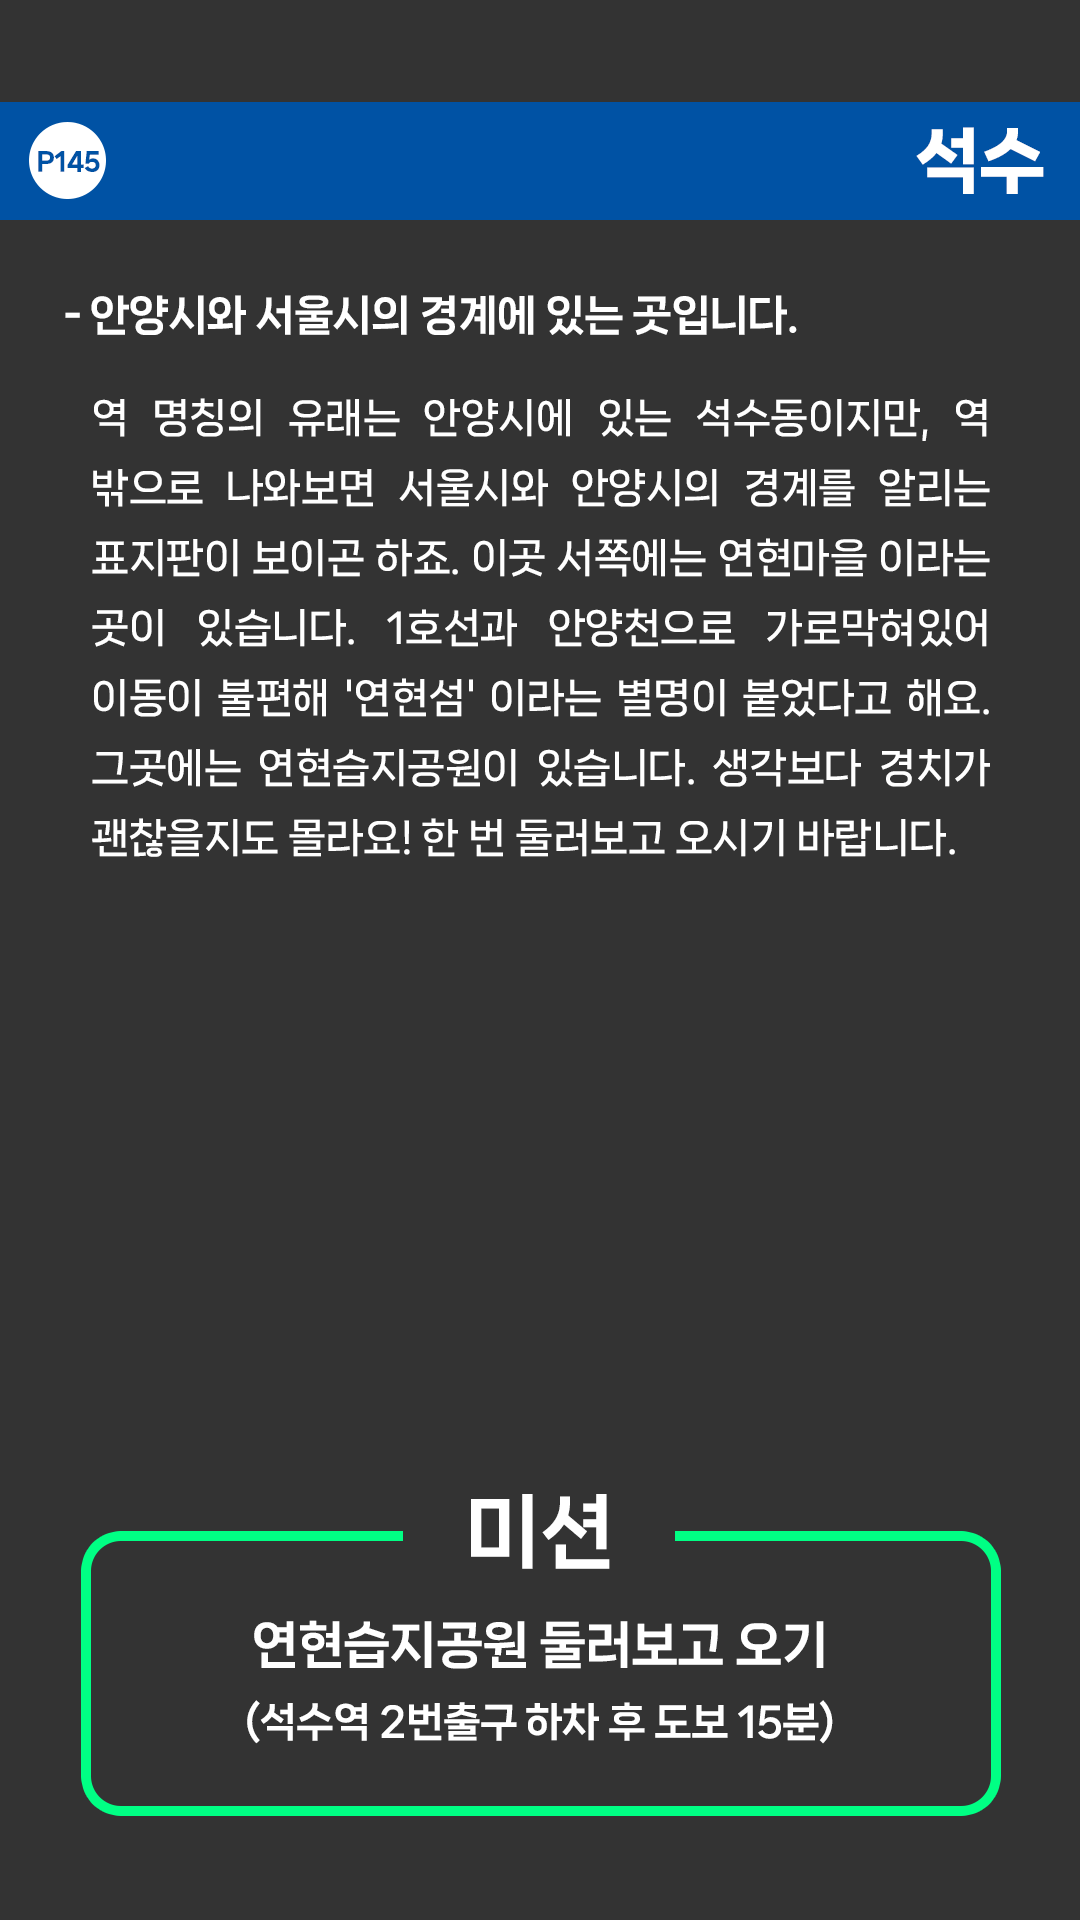 P145
석수
- 안양시와 서울시의 경계에 있는 곳입니다.
역 명칭의 유래는 안양시에 있는 석수동이지만, 역
밖으로 나와보면 서울시와 안양시의 경계를 알리는
표지판이 보이곤 하죠. 이곳 서쪽에는 연현마을 이라는
곳이 있습니다. 1호선과 안양천으로 가로막혀있어
이동이 불편해 '연현섬' 이라는 별명이 붙었다고 해요.
그곳에는 연현습지공원이 있습니다. 생각보다 경치가
괜찮을지도 몰라요! 한 번 둘러보고 오시기 바랍니다.
미션
연현습지공원 둘러보고 오기
(석수역 2번출구 하차 후 도보 15분)